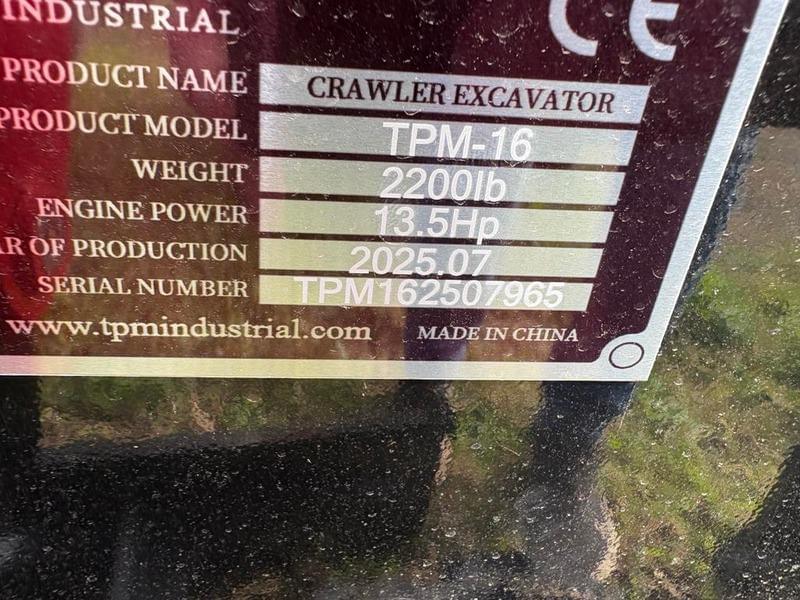 INDUSTRIAL CE
PRODUCT NAME CRAWLER EXCAVATOR
PRODUCT MODEL TPM-16
WEIGHT 2200lb
ENGINE POWER 13.5Hp
AR OF PRODUCTION 2025.07
SERIAL NUMBER TPM162507965
www.tpmindustrial.com MADE IN CHINA